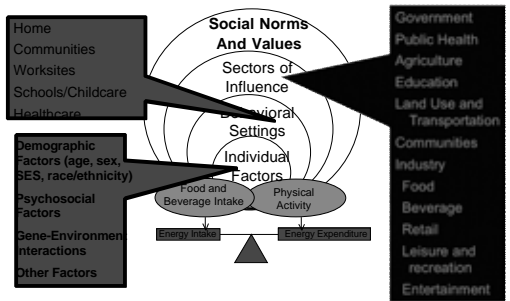 Home
Communities
Worksites
Schools/Childcare
Healthcare
Demographic
Factors (age, sex,
SES, race/ethnicity)
Psychosocial
Factors
Gene-Environment
Interactions
Other Factors
Social Norms
And Values
Sectors of
Influence
Behavioral
Settings
Individual
Factors
Food and
Beverage Intake
Physical
Activity
Energy Intake
Energy Expenditure
Government
Public Health
Agriculture
Education
Land Use and
Transportation
Communities
Industry
Food
Beverage
Retail
Leisure and
recreation
Entertainment